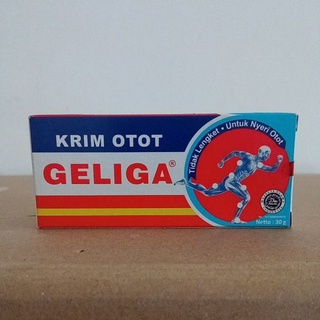 KRIM OTOT
GELIGA®
Tidak Lengket • Untuk Nyeri Otot
Netto : 30 g